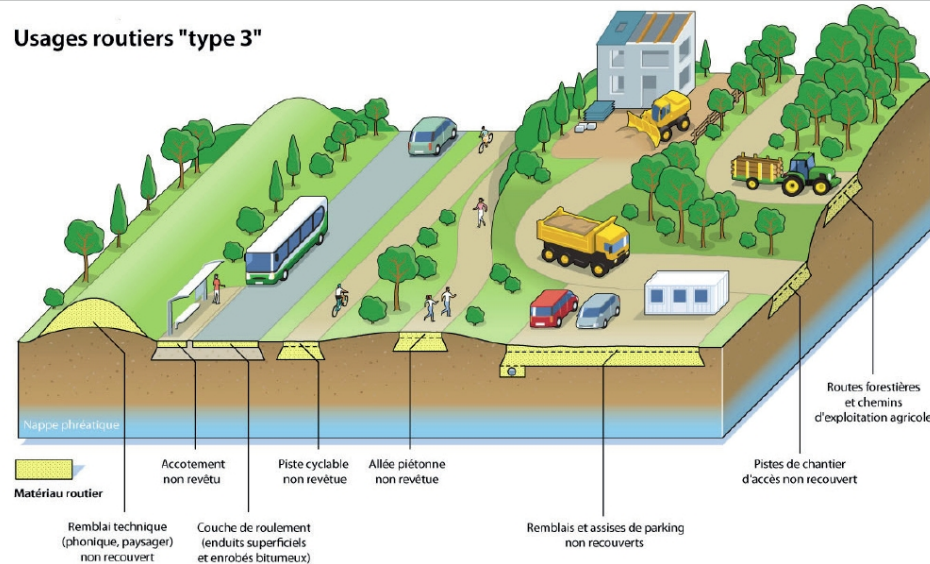 Usages routiers "type 3"
Nappe phréatique
Matériau routier
Accotement
non revêtu
Piste cyclable
non revêtue
Allée piétonne
non revêtue
Routes forestières
et chemins
d'exploitation agricole
Pistes de chantier
d'accès non recouvert
Remblai technique
(phonique, paysager)
non recouvert
Couche de roulement
(enduits superficiels
et enrobés bitumeux)
Remblais et assises de parking
non recouverts